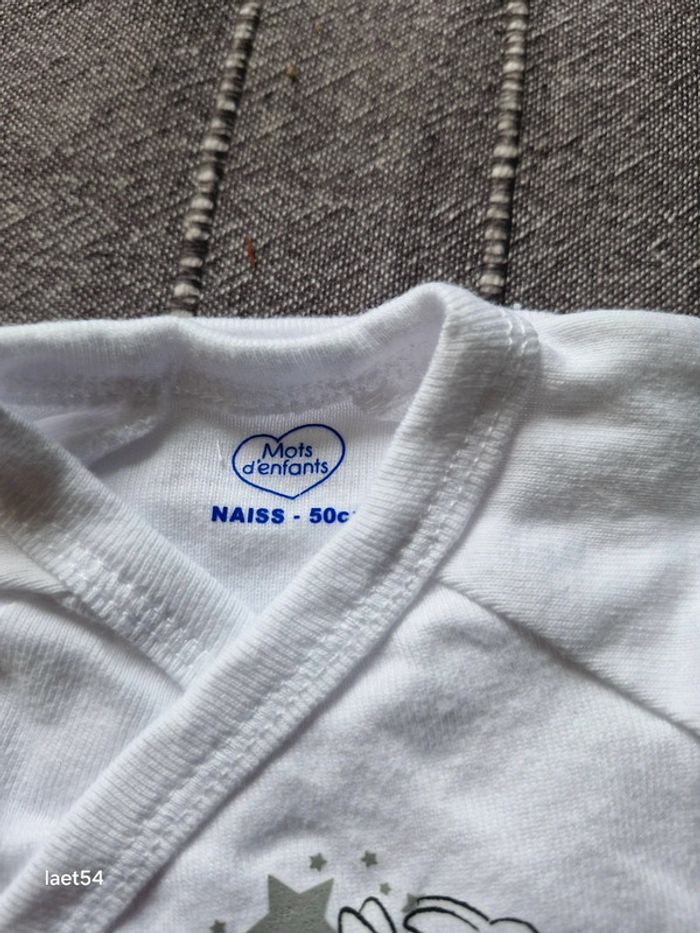 Mots
d'enfants
NAISS - 50c
laet54